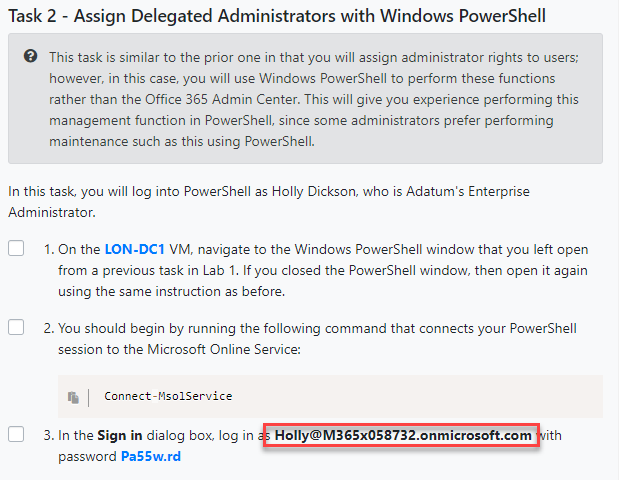 Task 2 - Assign Delegated Administrators with Windows PowerShell
This task is similar to the prior one in that you will assign administrator rights to users;
however, in this case, you will use Windows PowerShell to perform these functions
rather than the Office 365 Admin Center. This will give you experience performing this
management function in PowerShell, since some administrators prefer performing
maintenance such as this using PowerShell.
In this task, you will log into PowerShell as Holly Dickson, who is Adatum's Enterprise
Administrator.
1. On the LON-DC1 VM, navigate to the Windows PowerShell window that you left open
from a previous task in Lab 1. If you closed the PowerShell window, then open it again
using the same instruction as before.
2. You should begin by running the following command that connects your PowerShell
session to the Microsoft Online Service:
Connect-MsolService
3. In the Sign in dialog box, log in as Holly@M365x058732.onmicrosoft.com with
password Pa55w.rd